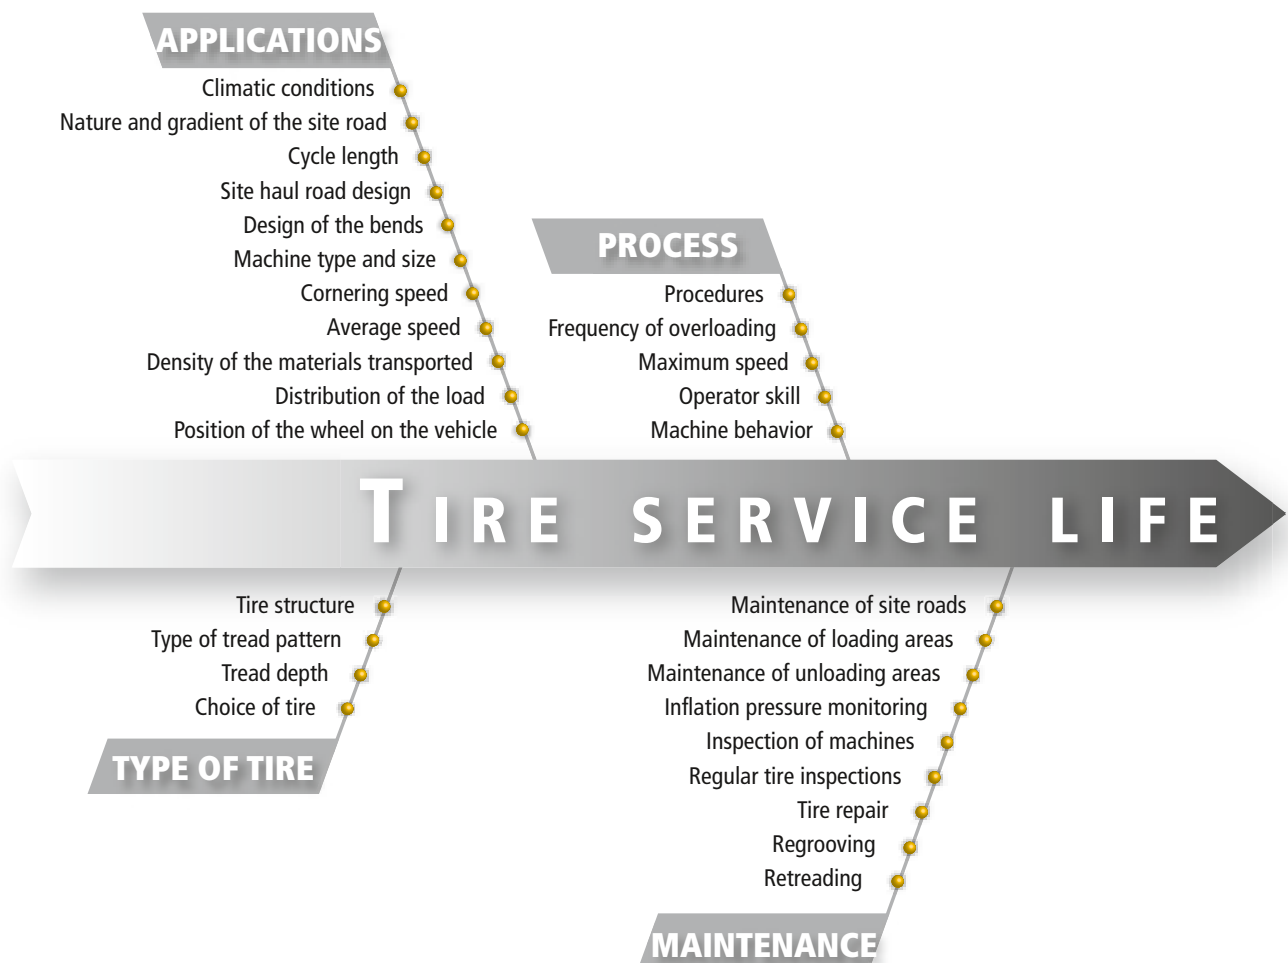 APPLICATIONS
Climatic conditions
Nature and gradient of the site road
Cycle length
Site haul road design
Design of the bends
Machine type and size
Cornering speed
Average speed
Density of the materials transported
Distribution of the load
Position of the wheel on the vehicle
PROCESS
Procedures
Frequency of overloading
Maximum speed
Operator skill
Machine behavior
TIRE SERVICE LIFE
Tire structure
Type of tread pattern
Tread depth
Choice of tire
TYPE OF TIRE
Maintenance of site roads
Maintenance of loading areas
Maintenance of unloading areas
Inflation pressure monitoring
Inspection of machines
Regular tire inspections
Tire repair
Regrooving
Retreading
MAINTENANCE